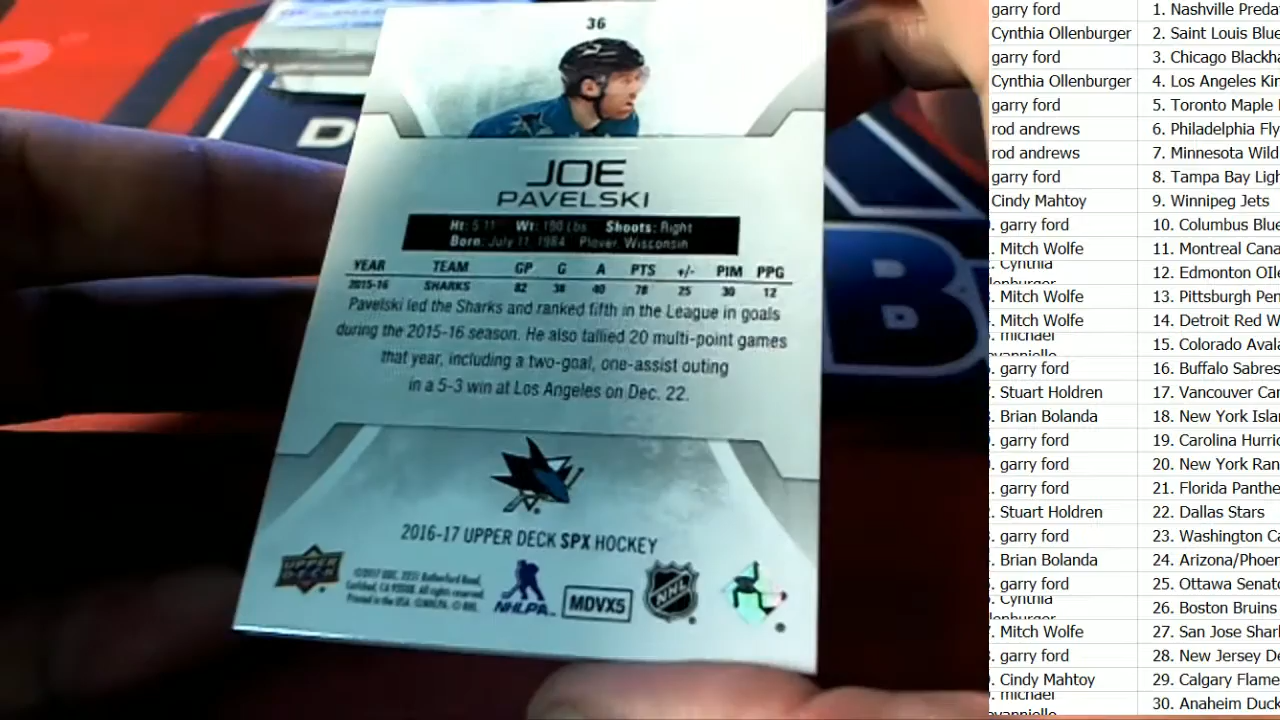 36
JOE
PAVELSKI
Ht: 5 11 Wt: 190 Lbs Shoots: Right
Born: July 11, 1984 Plover, Wisconsin
YEAR TEAM GP G A PTS +/- PIM PPG
2015-16 SHARKS 82 38 40 78 25 30 12
Pavelski led the Sharks and ranked fifth in the League in goals
during the 2015-16 season. He also tallied 20 multi-point games
that year, including a two-goal, one-assist outing
in a 5-3 win at Los Angeles on Dec. 22.
2016-17 UPPER DECK SPX HOCKEY
UPPER DECK
NHLPA
MDVX5
NHL
D
B
garry ford 1. Nashville Preda
Cynthia Ollenburger 2. Saint Louis Blue
garry ford 3. Chicago Blackha
Cynthia Ollenburger 4. Los Angeles Kin
garry ford 5. Toronto Maple
rod andrews 6. Philadelphia Fly
rod andrews 7. Minnesota Wild
garry ford 8. Tampa Bay Ligh
Cindy Mahtoy 9. Winnipeg Jets
. garry ford 10. Columbus Blue
. Mitch Wolfe 11. Montreal Cana
Cynthia 12. Edmonton OIl
. Mitch Wolfe 13. Pittsburgh Pen
. Mitch Wolfe 14. Detroit Red W
. michael 15. Colorado Avala
. garry ford 16. Buffalo Sabres
. Stuart Holdren 17. Vancouver Can
. Brian Bolanda 18. New York Isla
. garry ford 19. Carolina Hurric
. garry ford 20. New York Ran
. garry ford 21. Florida Panthe
. Stuart Holdren 22. Dallas Stars
. garry ford 23. Washington Ca
. Brian Bolanda 24. Arizona/Phoen
. garry ford 25. Ottawa Senat
. Cynthia 26. Boston Bruins
. Mitch Wolfe 27. San Jose Shar
. garry ford 28. New Jersey De
. Cindy Mahtoy 29. Calgary Flame
. michael 30. Anaheim Duck